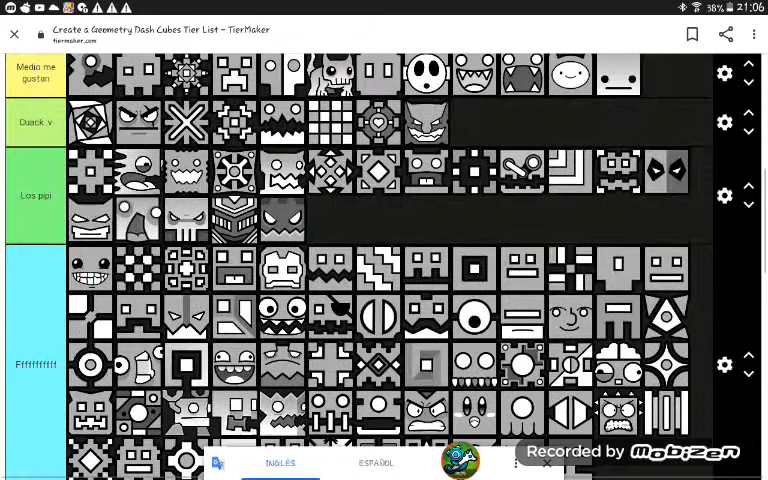 38% 21:06
Create a Geometry Dash Cubes Tier List - TierMaker
tiermaker.com
Medio me
gustan
Cuack .v
Los pipi
Fffffffffff
INGLÉS
ESPAÑOL
Recorded by Mobizen